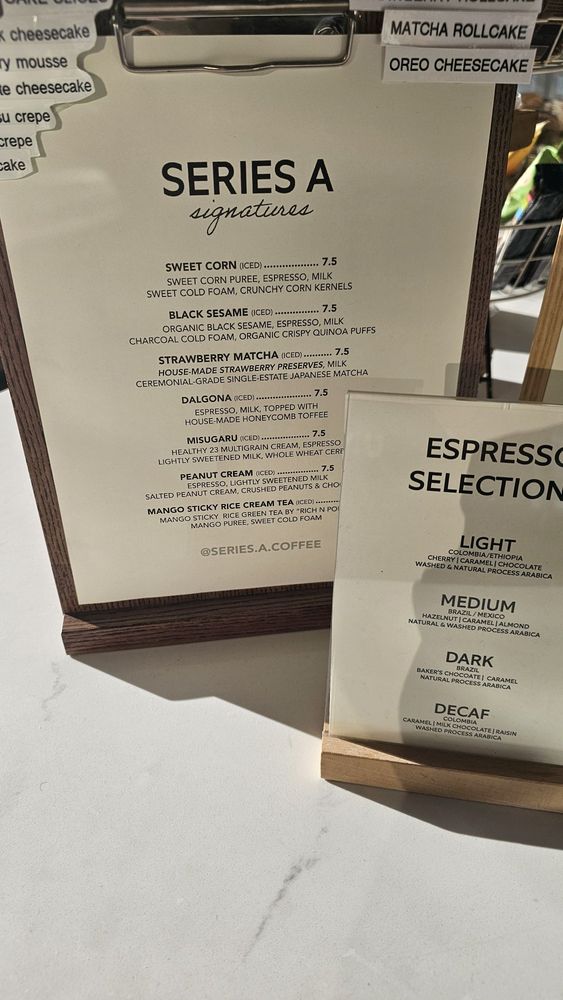 k cheesecake
mousse
cheesecake
crepe
crepe
cake
MATCHA ROLLCAKE
OREO CHEESECAKE
SERIES A
signatures
SWEET CORN (ICED) .................. 7.5
SWEET CORN PUREE, ESPRESSO, MILK
SWEET COLD FOAM, CRUNCHY CORN KERNELS
BLACK SESAME (ICED) .................. 7.5
ORGANIC BLACK SESAME, ESPRESSO, MILK
CHARCOAL COLD FOAM, ORGANIC CRISPY QUINOA PUFFS
STRAWBERRY MATCHA (ICED).......... 7.5
HOUSE-MADE STRAWBERRY PRESERVES, MILK
CEREMONIAL-GRADE SINGLE-ESTATE JAPANESE MATCHA
DALGONA (ICED) .................... 7.5
ESPRESSO, MILK, TOPPED WITH
HOUSE-MADE HONEYCOMB TOFFEE
MISUGARU (ICED) .................. 7.5
HEALTHY 23 MULTIGRAIN CREAM, ESPRESSO
LIGHTLY SWEETENED MILK, WHOLE WHEAT
PEANUT CREAM (ICED) ................ 7.5
ESPRESSO, LIGHTLY SWEETENED MILK
SALTED PEANUT CREAM, CRUSHED PEANUTS &
MANGO STICKY RICE CREAM TEA (ICED) .........
MANGO STICKY RICE GREEN TEA BY "RICH N
MANGO PUREE, SWEET COLD FOAM
@SERIES.A.COFFEE
ESPRESSO
SELECTION
LIGHT
COLOMBIA/ETHIOPIA
CHERRY | CARAMEL | CHOCOLATE
WASHED & NATURAL PROCESS ARABICA
MEDIUM
BRAZIL / MEXICO
HAZELNUT | CARAMEL | ALMOND
NATURAL & WASHED PROCESS ARABICA
DARK
BRAZIL
BAKER'S CHOCOATE | CARAMEL
NATURAL PROCESS ARABICA
DECAF
COLOMBIA
CARAMEL | MILK CHOCOLATE | RAISIN
WASHED PROCESS ARABICA